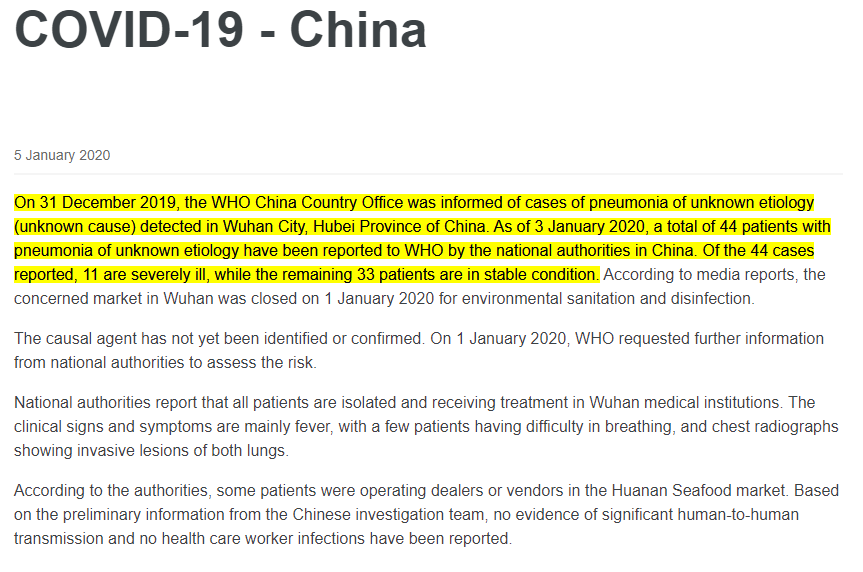 COVID-19 - China
5 January 2020
On 31 December 2019, the WHO China Country Office was informed of cases of pneumonia of unknown etiology
(unknown cause) detected in Wuhan City, Hubei Province of China. As of 3 January 2020, a total of 44 patients with
pneumonia of unknown etiology have been reported to WHO by the national authorities in China. Of the 44 cases
reported, 11 are severely ill, while the remaining 33 patients are in stable condition. According to media reports, the
concerned market in Wuhan was closed on 1 January 2020 for environmental sanitation and disinfection.
The causal agent has not yet been identified or confirmed. On 1 January 2020, WHO requested further information
from national authorities to assess the risk.
National authorities report that all patients are isolated and receiving treatment in Wuhan medical institutions. The
clinical signs and symptoms are mainly fever, with a few patients having difficulty in breathing, and chest radiographs
showing invasive lesions of both lungs.
According to the authorities, some patients were operating dealers or vendors in the Huanan Seafood market. Based
on the preliminary information from the Chinese investigation team, no evidence of significant human-to-human
transmission and no health care worker infections have been reported.